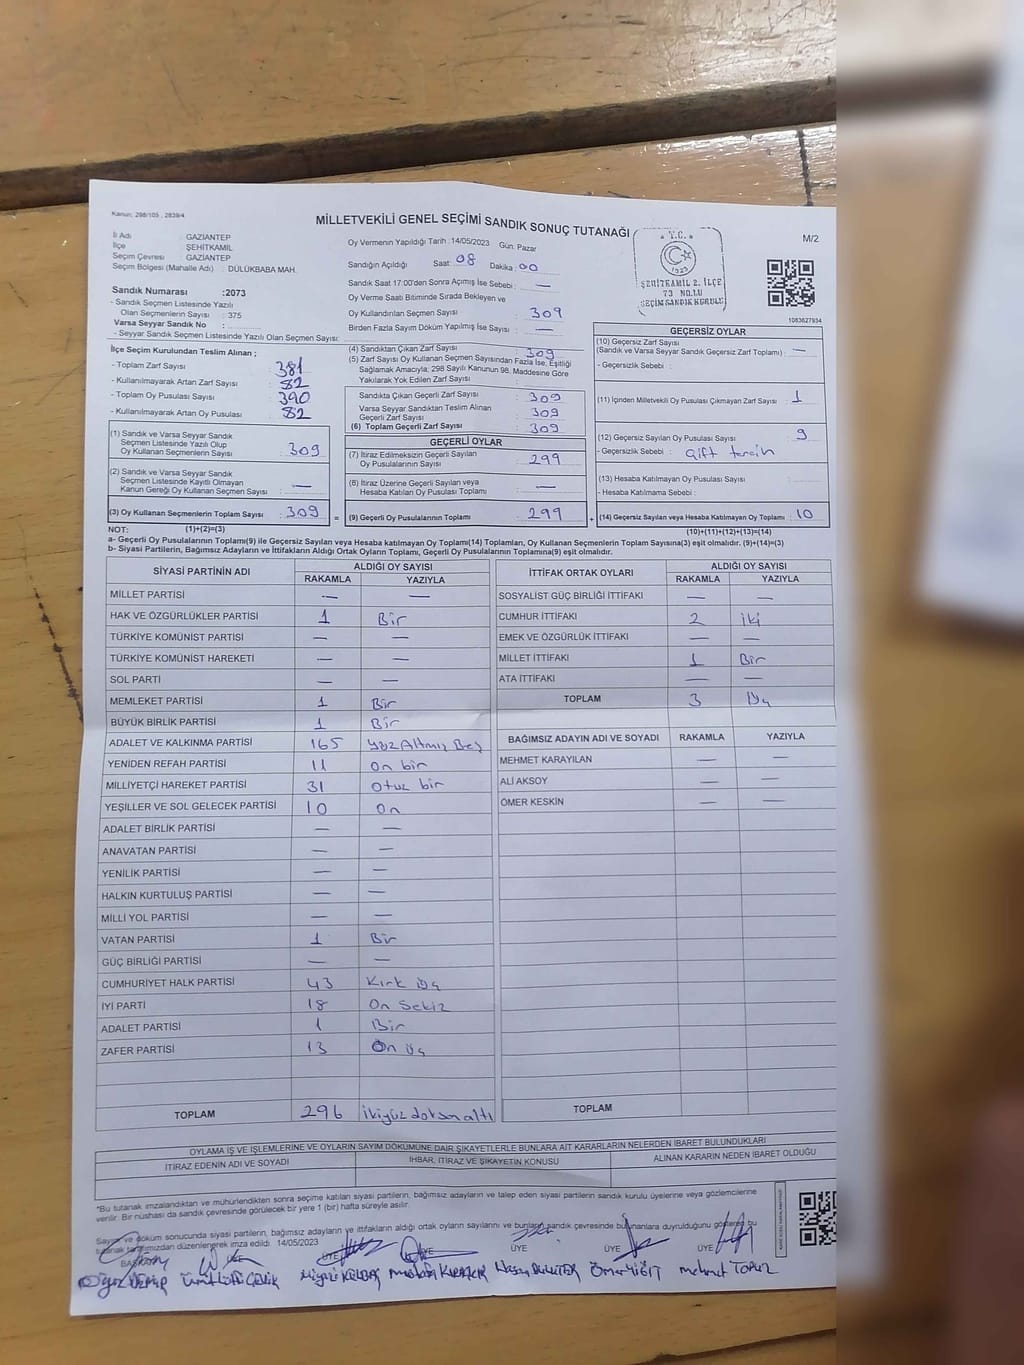 Kanun: 298/105 , 2839/4
MİLLETVEKİLİ GENEL SEÇİMİ SANDIK SONUÇ TUTANAĞI
M/2
İl Adı GAZİANTEP
İlçe ŞEHİTKAMİL
Seçim Çevresi GAZİANTEP
Seçim Bölgesi (Mahalle Adı) : DÜLÜKBABA MAH.
Sandık Numarası :2073
- Sandık Seçmen Listesinde Yazılı
Olan Seçmenlerin Sayısı : 375
Varsa Seyyar Sandık No :
- Seyyar Sandık Seçmen Listesinde Yazılı Olan Seçmen Sayısı:
Oy Vermenin Yapıldığı Tarih :14/05/2023 Gün: Pazar
Sandığın Açıldığı Saat: 08 Dakika: 00
Sandık Saat 17:00'den Sonra Açımış İse Sebebi : —
Oy Verme Saati Bitiminde Sırada Bekleyen ve
Oy Kullandırılan Seçmen Sayısı : 309
Birden Fazla Sayım Döküm Yapılmış İse Sayısı : —
T.C.
1923
ŞEHİTKAMİL 2. İLÇE
73 NO.LU
SEÇİM SANDIK KURULU
1083627934
İlçe Seçim Kurulundan Teslim Alınan ;
- Toplam Zarf Sayısı : 381
- Kullanılmayarak Artan Zarf Sayısı : 82
- Toplam Oy Pusulası Sayısı : 390
- Kullanılmayarak Artan Oy Pusulası : 82
(1) Sandık ve Varsa Seyyar Sandık
Seçmen Listesinde Yazılı Olup
Oy Kullanan Seçmenlerin Sayısı : 309
(2) Sandık ve Varsa Seyyar Sandık
Seçmen Listesinde Kayıtlı Olmayan
Kanun Gereği Oy Kullanan Seçmen Sayısı : —
(3) Oy Kullanan Seçmenlerin Toplam Sayısı : 309
(4) Sandıktan Çıkan Zarf Sayısı : 309
(5) Zarf Sayısı Oy Kullanan Seçmen Sayısından Fazla İse, Eşitliği
Sağlamak Amacıyla; 298 Sayılı Kanunun 98. Maddesine Göre
Yakılarak Yok Edilen Zarf Sayısı :
Sandıkta Çıkan Geçerli Zarf Sayısı : 309
Varsa Seyyar Sandıktan Teslim Alınan
Geçerli Zarf Sayısı : 309
(6) Toplam Geçerli Zarf Sayısı : 309
GEÇERLİ OYLAR
(7) İtiraz Edilmeksizin Geçerli Sayılan
Oy Pusulalarının Sayısı : 299
(8) İtiraz Üzerine Geçerli Sayılan veya
Hesaba Katılan Oy Pusulası Toplamı : —
= (9) Geçerli Oy Pusulalarının Toplamı : 299
GEÇERSİZ OYLAR
(10) Geçersiz Zarf Sayısı
(Sandık ve Varsa Seyyar Sandık Geçersiz Zarf Toplamı) : —
- Geçersizlik Sebebi :
(11) İçinden Milletvekili Oy Pusulası Çıkmayan Zarf Sayısı : 1
(12) Geçersiz Sayılan Oy Pusulası Sayısı : 9
- Geçersizlik Sebebi : Çift tercih
(13) Hesaba Katılmayan Oy Pusulası Sayısı :
- Hesaba Katılmama Sebebi :
+ (14) Geçersiz Sayılan veya Hesaba Katılmayan Oy Toplamı : 10
NOT: (1)+(2)=(3) (10)+(11)+(12)+(13)=(14)
a- Geçerli Oy Pusulalarının Toplamı(9) ile Geçersiz Sayılan veya Hesaba Katılmayan Oy Toplamı(14) Toplamları, Oy Kullanan Seçmenlerin Toplam Sayısına(3) eşit olmalıdır. (9)+(14)=(3)
b- Siyasi Partilerin, Bağımsız Adayların ve İttifakların Aldığı Ortak Oyların Toplamı, Geçerli Oy Pusulalarının Toplamına(9) eşit olmalıdır.
SİYASİ PARTİNİN ADI ALDIĞI OY SAYISI
RAKAMLA YAZIYLA
MİLLET PARTİSİ — —
HAK VE ÖZGÜRLÜKLER PARTİSİ 1 Bir
TÜRKİYE KOMÜNİST PARTİSİ — —
TÜRKİYE KOMÜNİST HAREKETİ — —
SOL PARTİ — —
MEMLEKET PARTİSİ 1 Bir
BÜYÜK BİRLİK PARTİSİ 1 Bir
ADALET VE KALKINMA PARTİSİ 165 Yüz Altmış Beş
YENİDEN REFAH PARTİSİ 11 On bir
MİLLİYETÇİ HAREKET PARTİSİ 31 Otuz bir
YEŞİLLER VE SOL GELECEK PARTİSİ 10 On
ADALET BİRLİK PARTİSİ — —
ANAVATAN PARTİSİ — —
YENİLİK PARTİSİ — —
HALKIN KURTULUŞ PARTİSİ — —
MİLLİ YOL PARTİSİ — —
VATAN PARTİSİ 1 Bir
GÜÇ BİRLİĞİ PARTİSİ — —
CUMHURİYET HALK PARTİSİ 43 Kırk üç
İYİ PARTİ 18 On Sekiz
ADALET PARTİSİ 1 Bir
ZAFER PARTİSİ 13 On üç
TOPLAM 296 ikiyüz doksan altı
İTTİFAK ORTAK OYLARI ALDIĞI OY SAYISI
RAKAMLA YAZIYLA
SOSYALİST GÜÇ BİRLİĞİ İTTİFAKI — —
CUMHUR İTTİFAKI 2 iki
EMEK VE ÖZGÜRLÜK İTTİFAKI — —
MİLLET İTTİFAKI 1 Bir
ATA İTTİFAKI — —
TOPLAM 3 Üç
BAĞIMSIZ ADAYIN ADI VE SOYADI RAKAMLA YAZIYLA
MEHMET KARAYILAN — —
ALİ AKSOY — —
ÖMER KESKİN — —
TOPLAM
OYLAMA İŞ VE İŞLEMLERİNE VE OYLARIN SAYIM DÖKÜMÜNE DAİR ŞİKAYETLERLE BUNLARA AİT KARARLARIN NELERDEN İBARET BULUNDUKLARI
İTİRAZ EDENİN ADI VE SOYADI İHBAR, İTİRAZ VE ŞİKAYETİN KONUSU ALINAN KARARIN NEDEN İBARET OLDUĞU
*Bu tutanak imzalandıktan ve mühürlendikten sonra seçime katılan siyasi partilerin, bağımsız adayların ve talep eden siyasi partilerin sandık kurulu üyelerine veya gözlemcilerine
verilir. Bir nüshası da sandık çevresinde görülecek bir yere 1 (bir) hafta süreyle asılır.
Sayım ve döküm sonucunda siyasi partilerin, bağımsız adayların ve ittifakların aldığı ortak oyların sayılarını ve bunların sandık çevresinde bulunanlara duyrulduğunu gösteren bu
tutanak tarafımızdan düzenlenerek imza edildi. 14/05/2023
BAŞKAN ÜYE ÜYE ÜYE ÜYE ÜYE ÜYE
Ömer YİĞİT mehmet TOPUZ